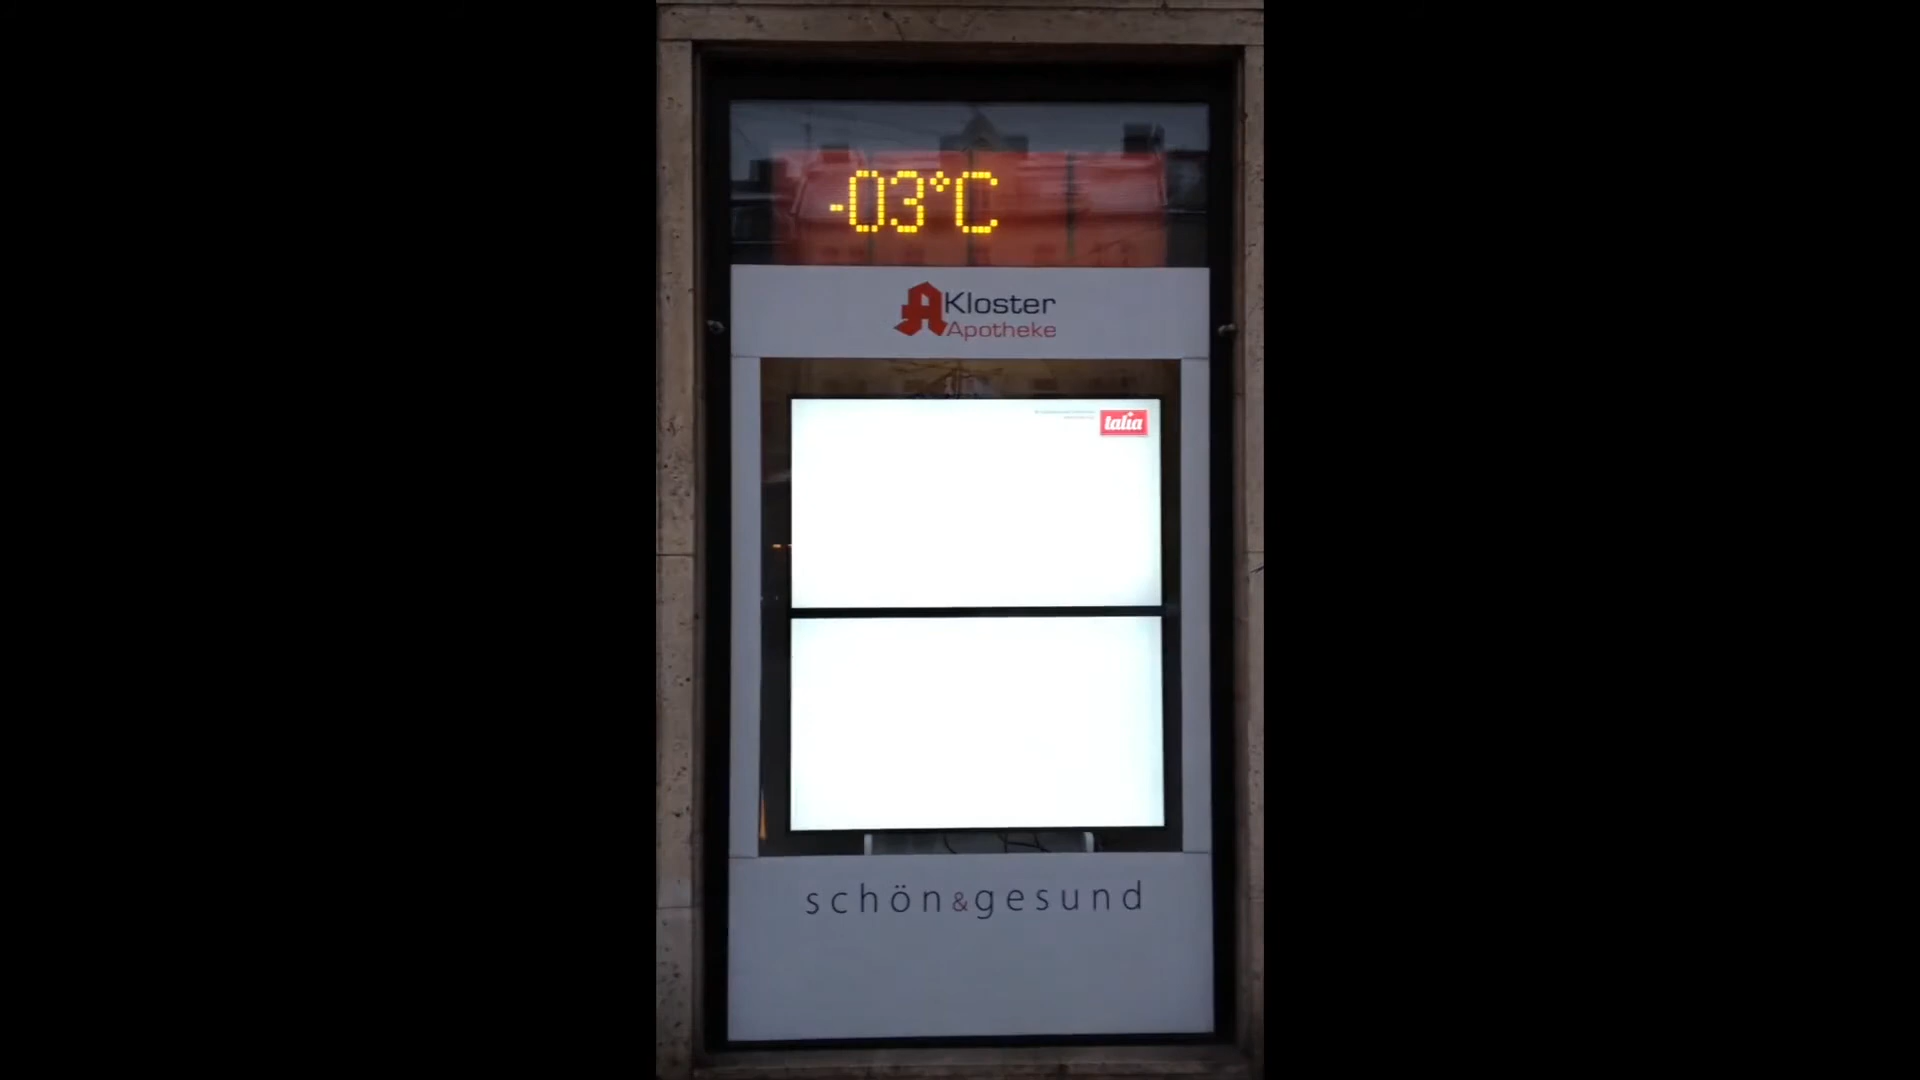 -03°C
Kloster
Apotheke
talia
schön&gesund